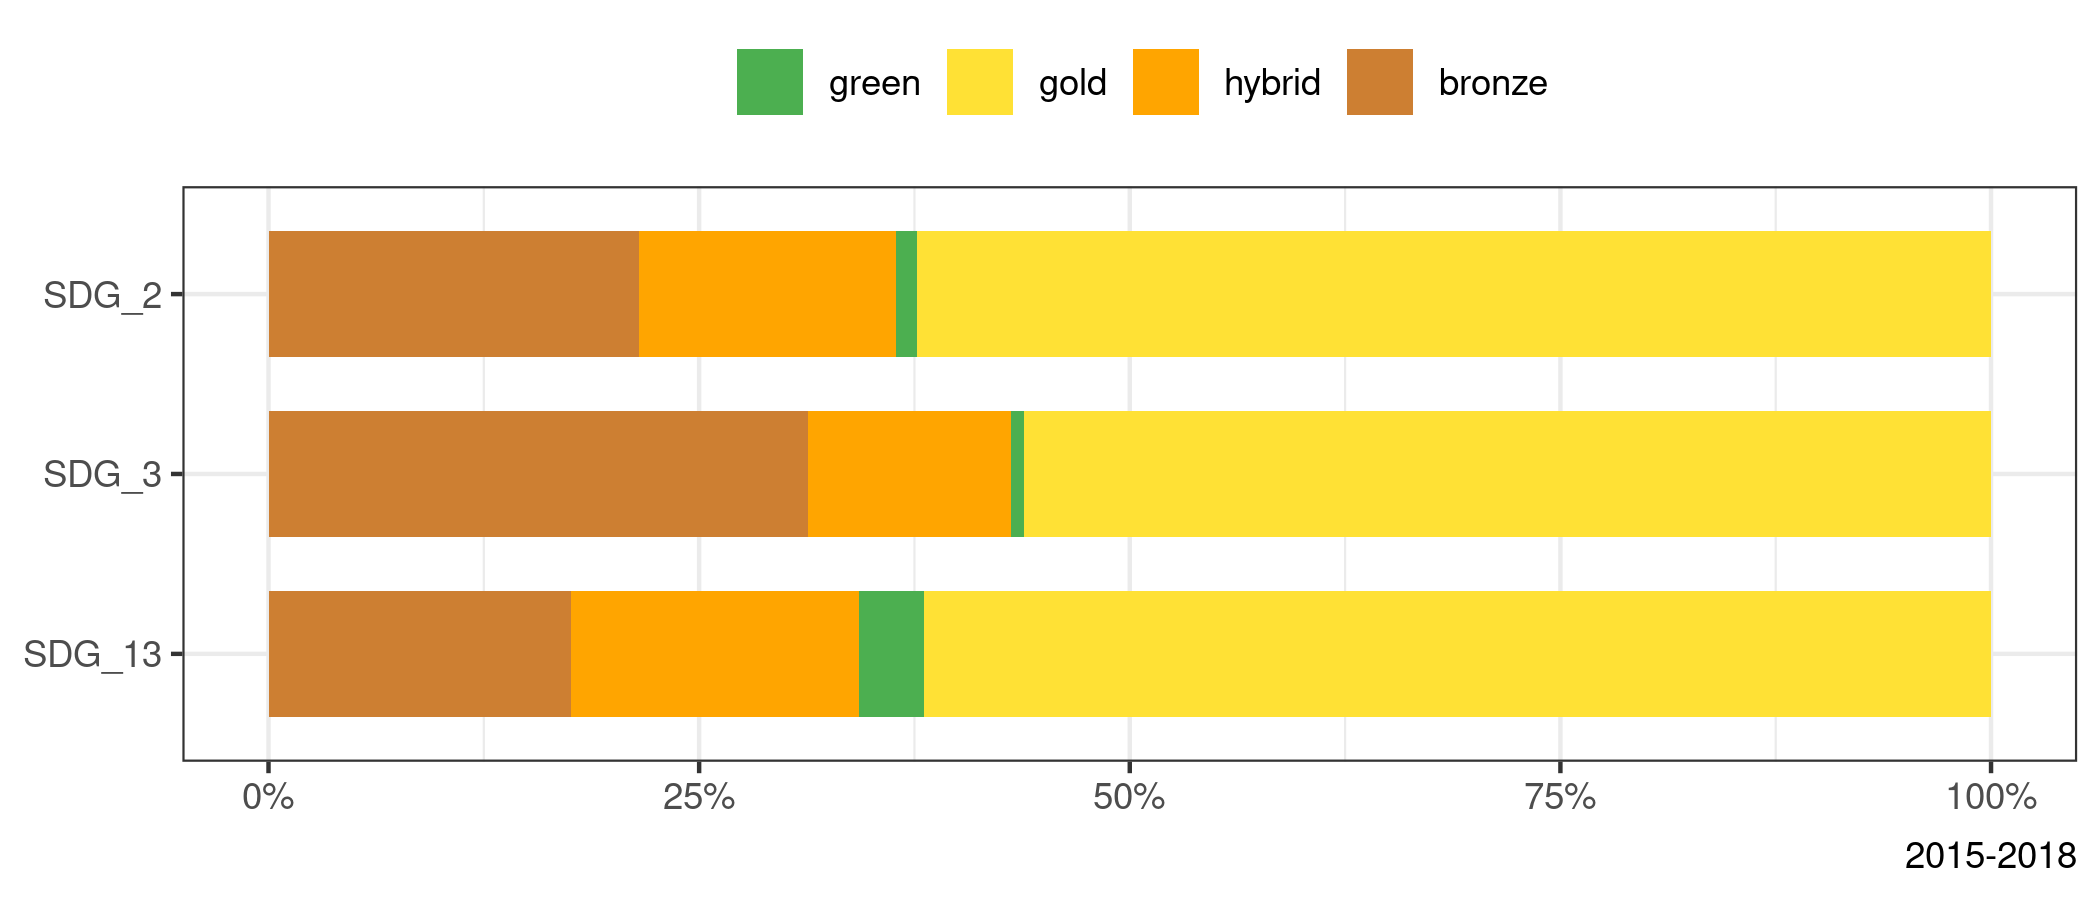 green gold hybrid bronze
SDG_2
SDG_3
SDG_13
0% 25% 50% 75% 100%
2015-2018